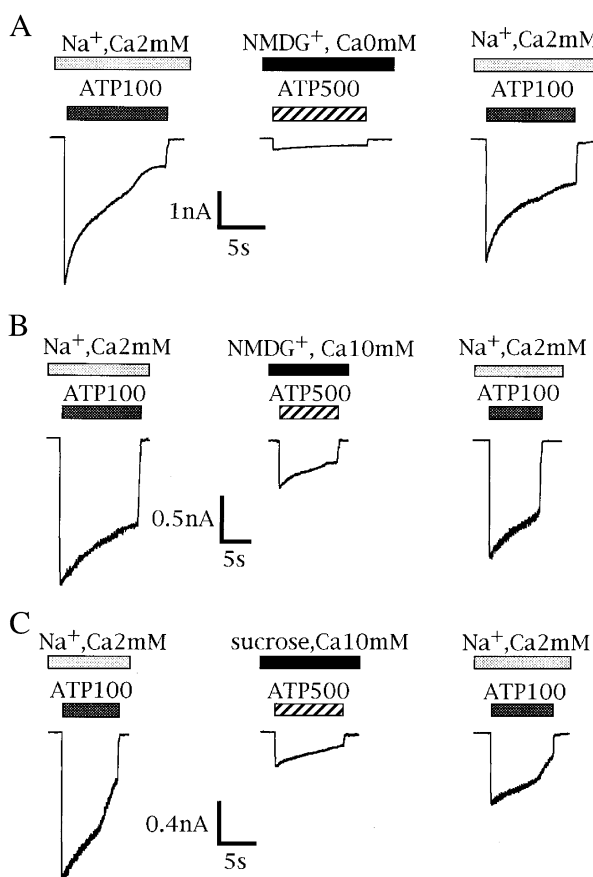 A
Na+,Ca2mM NMDG+, Ca0mM Na+,Ca2mM
ATP100 ATP500 ATP100
1nA
5s
B
Na+,Ca2mM NMDG+, Ca10mM Na+,Ca2mM
ATP100 ATP500 ATP100
0.5nA
5s
C
Na+,Ca2mM sucrose,Ca10mM Na+,Ca2mM
ATP100 ATP500 ATP100
0.4nA
5s